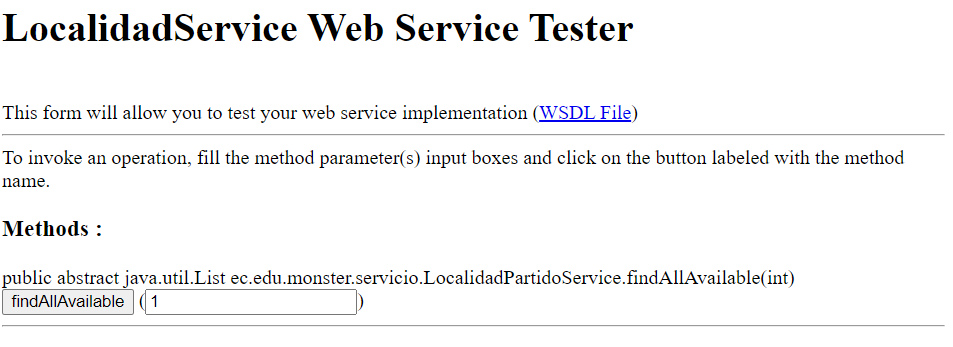 LocalidadService Web Service Tester
This form will allow you to test your web service implementation (WSDL File)
To invoke an operation, fill the method parameter(s) input boxes and click on the button labeled with the method
name.
Methods :
public abstract java.util.List ec.edu.monster.servicio.LocalidadPartidoService.findAllAvailable(int)
findAllAvailable (1)